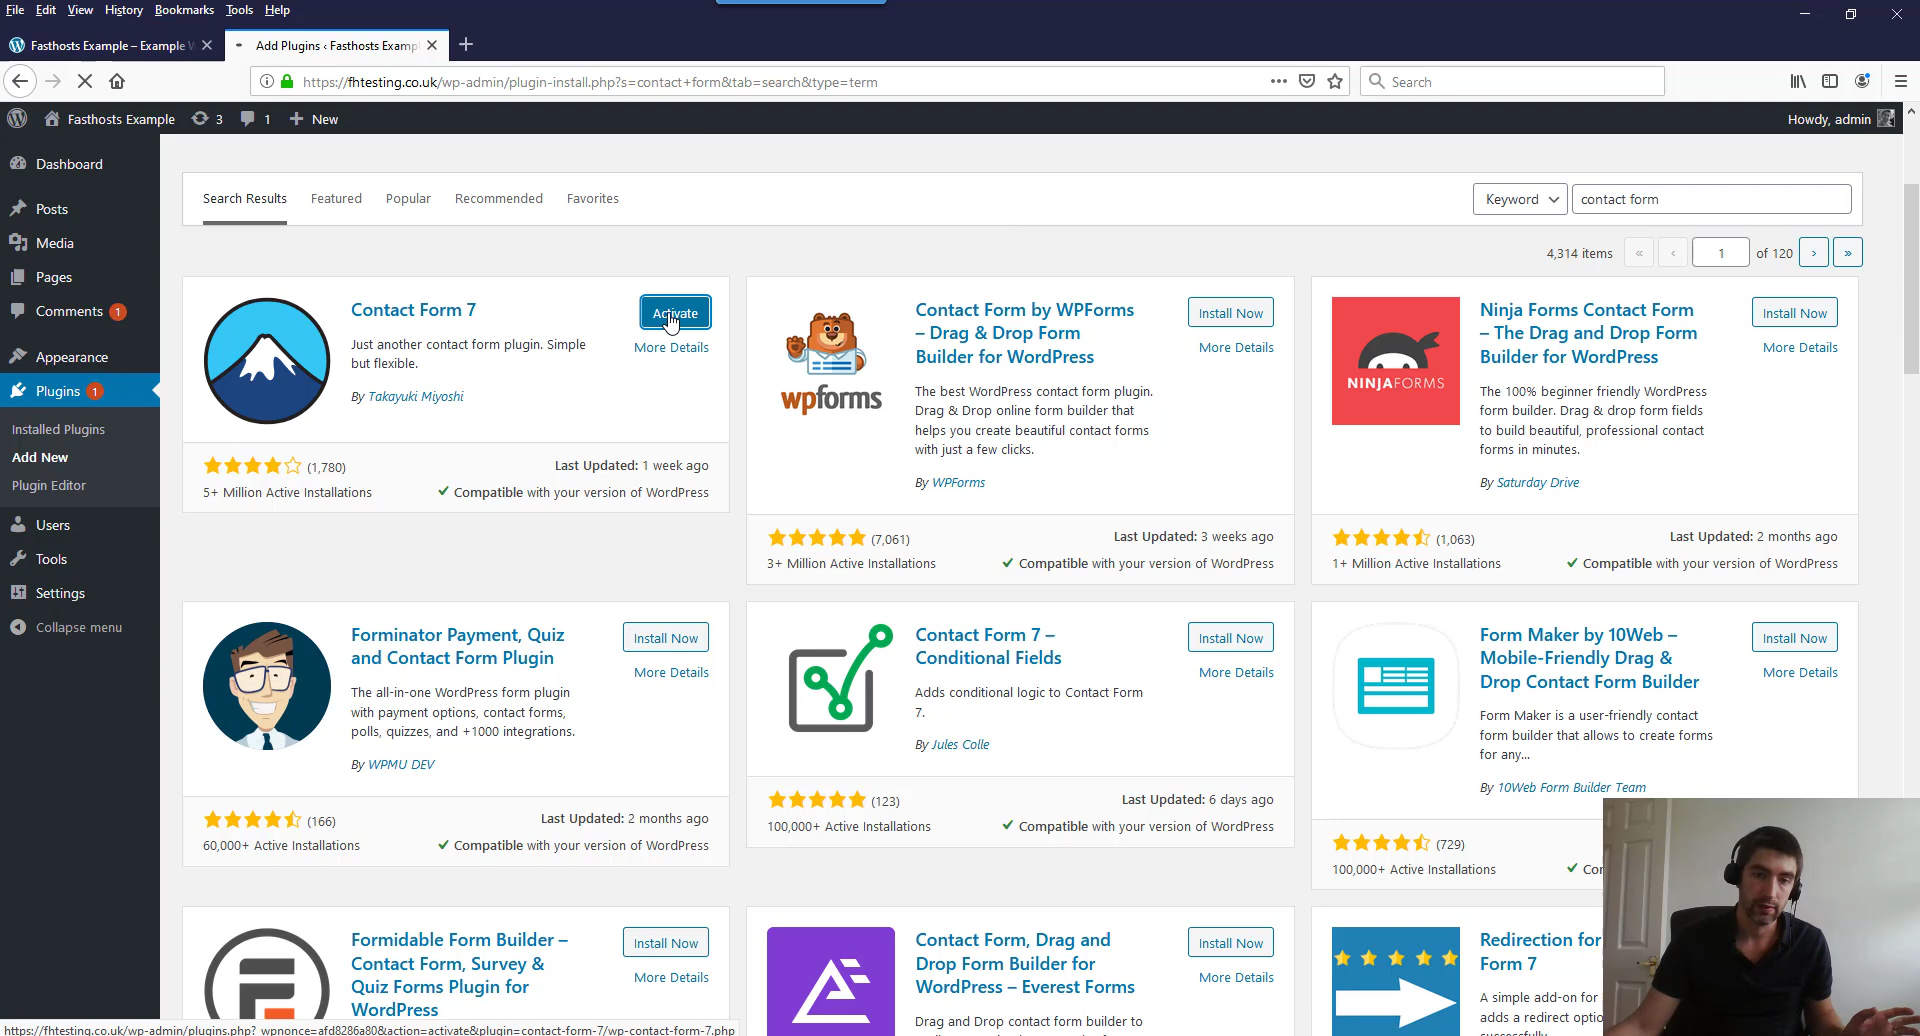 File Edit View History Bookmarks Tools Help
Fasthosts Example – Example W
Add Plugins ‹ Fasthosts Exampl
https://fhtesting.co.uk/wp-admin/plugin-install.php?s=contact+form&tab=search&type=term
Search
Fasthosts Example 3 1 New
Howdy, admin
Dashboard
Posts
Media
Pages
Comments 1
Appearance
Plugins 1
Installed Plugins
Add New
Plugin Editor
Users
Tools
Settings
Collapse menu
Search Results Featured Popular Recommended Favorites
Keyword contact form
4,314 items « ‹ 1 of 120 › »
Contact Form 7
Activate
More Details
Just another contact form plugin. Simple
but flexible.
By Takayuki Miyoshi
(1,780)
Last Updated: 1 week ago
5+ Million Active Installations
Compatible with your version of WordPress
Contact Form by WPForms
– Drag & Drop Form
Builder for WordPress
Install Now
More Details
wpforms
The best WordPress contact form plugin.
Drag & Drop online form builder that
helps you create beautiful contact forms
with just a few clicks.
By WPForms
(7,061)
Last Updated: 3 weeks ago
3+ Million Active Installations
Compatible with your version of WordPress
Ninja Forms Contact Form
– The Drag and Drop Form
Builder for WordPress
Install Now
More Details
NINJAFORMS
The 100% beginner friendly WordPress
form builder. Drag & drop form fields
to build beautiful, professional contact
forms in minutes.
By Saturday Drive
(1,063)
Last Updated: 2 months ago
1+ Million Active Installations
Compatible with your version of WordPress
Forminator Payment, Quiz
and Contact Form Plugin
Install Now
More Details
The all-in-one WordPress form plugin
with payment options, contact forms,
polls, quizzes, and +1000 integrations.
By WPMU DEV
(166)
Last Updated: 2 months ago
60,000+ Active Installations
Compatible with your version of WordPress
Contact Form 7 –
Conditional Fields
Install Now
More Details
Adds conditional logic to Contact Form
7.
By Jules Colle
(123)
Last Updated: 6 days ago
100,000+ Active Installations
Compatible with your version of WordPress
Form Maker by 10Web –
Mobile-Friendly Drag &
Drop Contact Form Builder
Install Now
More Details
Form Maker is a user-friendly contact
form builder that allows to create forms
for any...
By 10Web Form Builder Team
(729)
100,000+ Active Installations
Co
Formidable Form Builder –
Contact Form, Survey &
Quiz Forms Plugin for
WordPress
Install Now
More Details
Contact Form, Drag and
Drop Form Builder for
WordPress – Everest Forms
Install Now
More Details
Drag and Drop contact form builder to
Redirection for
Form 7
A simple add-on for
adds a redirect optio
https://fhtesting.co.uk/wp-admin/plugins.php?_wpnonce=afd8286a80&action=activate&plugin=contact-form-7/wp-contact-form-7.php